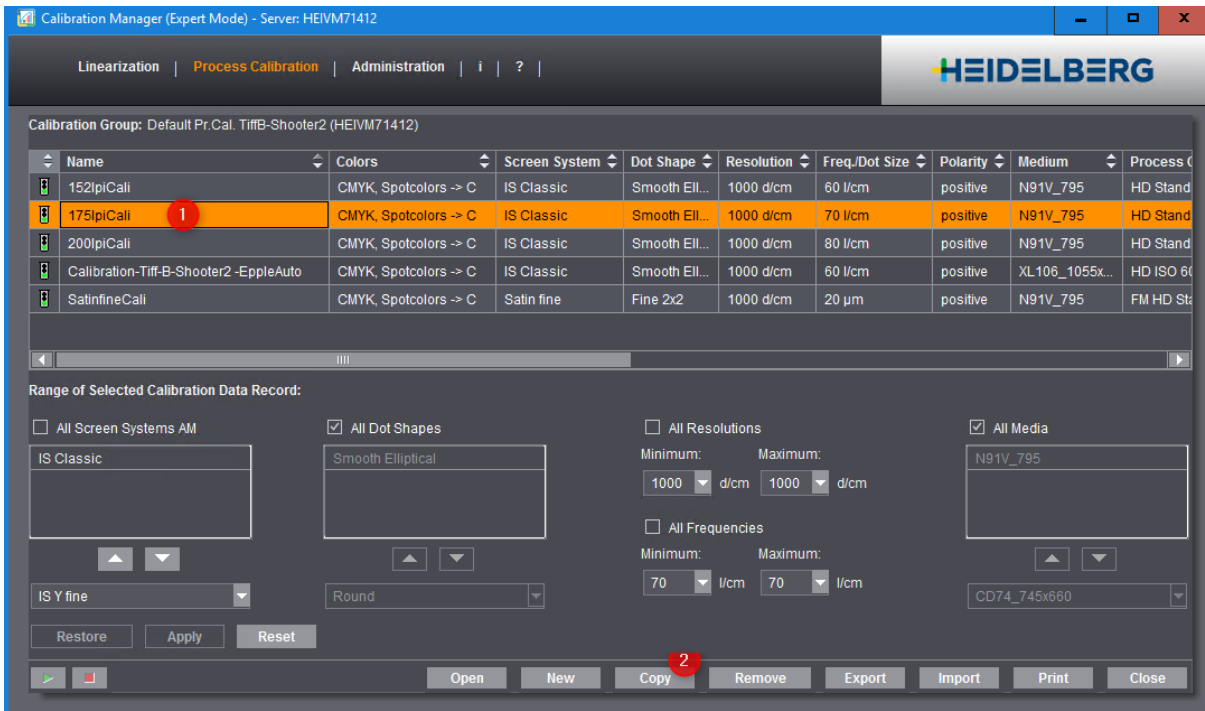 Calibration Manager (Expert Mode) - Server: HEIVM71412
Linearization | Process Calibration | Administration | i | ? |
HEIDELBERG
Calibration Group: Default Pr.Cal. TiffB-Shooter2 (HEIVM71412)
Name Colors Screen System Dot Shape Resolution Freq./Dot Size Polarity Medium Process
152lpiCali CMYK, Spotcolors -> C IS Classic Smooth Ell... 1000 d/cm 60 l/cm positive N91V_795 HD Stand
175lpiCali 1 CMYK, Spotcolors -> C IS Classic Smooth Ell... 1000 d/cm 70 l/cm positive N91V_795 HD Stand
200lpiCali CMYK, Spotcolors -> C IS Classic Smooth Ell... 1000 d/cm 80 l/cm positive N91V_795 HD Stand
Calibration-Tiff-B-Shooter2 -EppleAuto CMYK, Spotcolors -> C IS Classic Smooth Ell... 1000 d/cm 60 l/cm positive XL106_1055x... HD ISO 60
SatinfineCali CMYK, Spotcolors -> C Satin fine Fine 2x2 1000 d/cm 20 µm positive N91V_795 FM HD Sta
Range of Selected Calibration Data Record:
All Screen Systems AM All Dot Shapes All Resolutions All Media
IS Classic Smooth Elliptical Minimum: Maximum: N91V_795
1000 d/cm 1000 d/cm
All Frequencies
Minimum: Maximum:
70 l/cm 70 l/cm
IS Y fine Round CD74_745x660
Restore Apply Reset
2
Open New Copy Remove Export Import Print Close